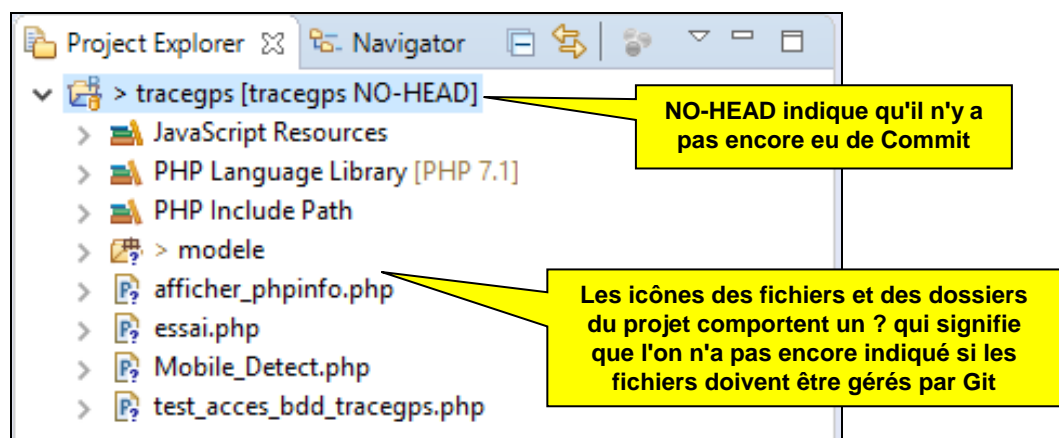 Project Explorer Navigator
> tracegps [tracegps NO-HEAD]
NO-HEAD indique qu'il n'y a
pas encore eu de Commit
JavaScript Resources
PHP Language Library [PHP 7.1]
PHP Include Path
> modele
afficher_phpinfo.php
essai.php
Mobile_Detect.php
test_acces_bdd_tracegps.php
Les icônes des fichiers et des dossiers
du projet comportent un ? qui signifie
que l'on n'a pas encore indiqué si les
fichiers doivent être gérés par Git